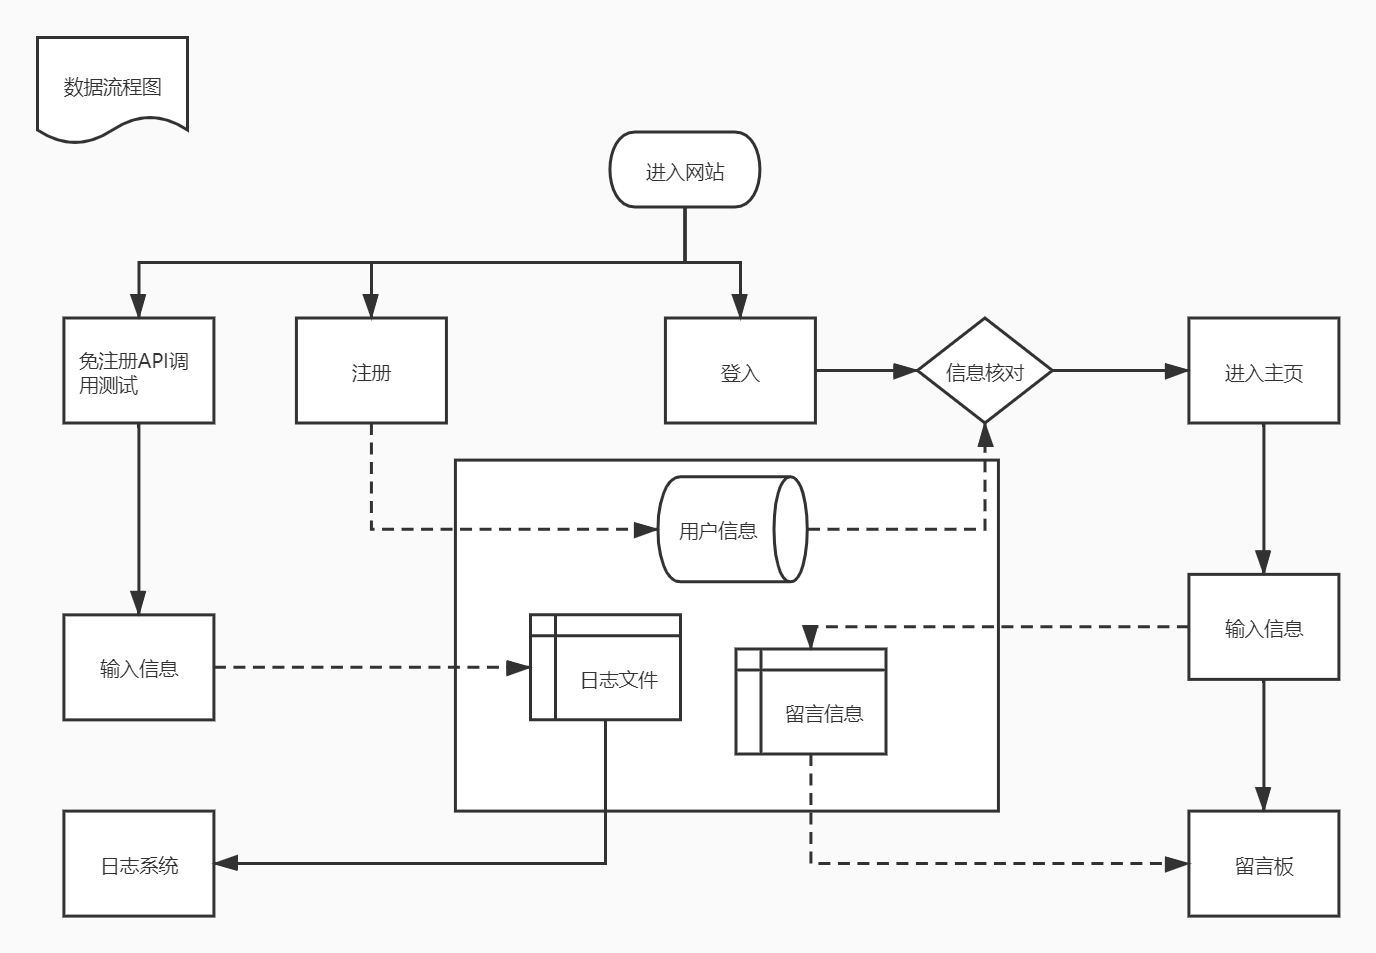 数据流程图
进入网站
免注册API调
用测试
注册
登入
信息核对
进入主页
用户信息
输入信息
日志文件
留言信息
输入信息
日志系统
留言板